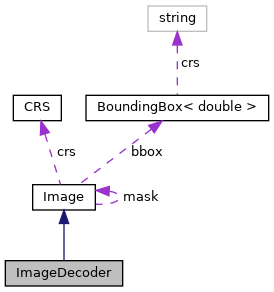 string
crs
CRS
BoundingBox< double >
crs
bbox
Image
mask
ImageDecoder